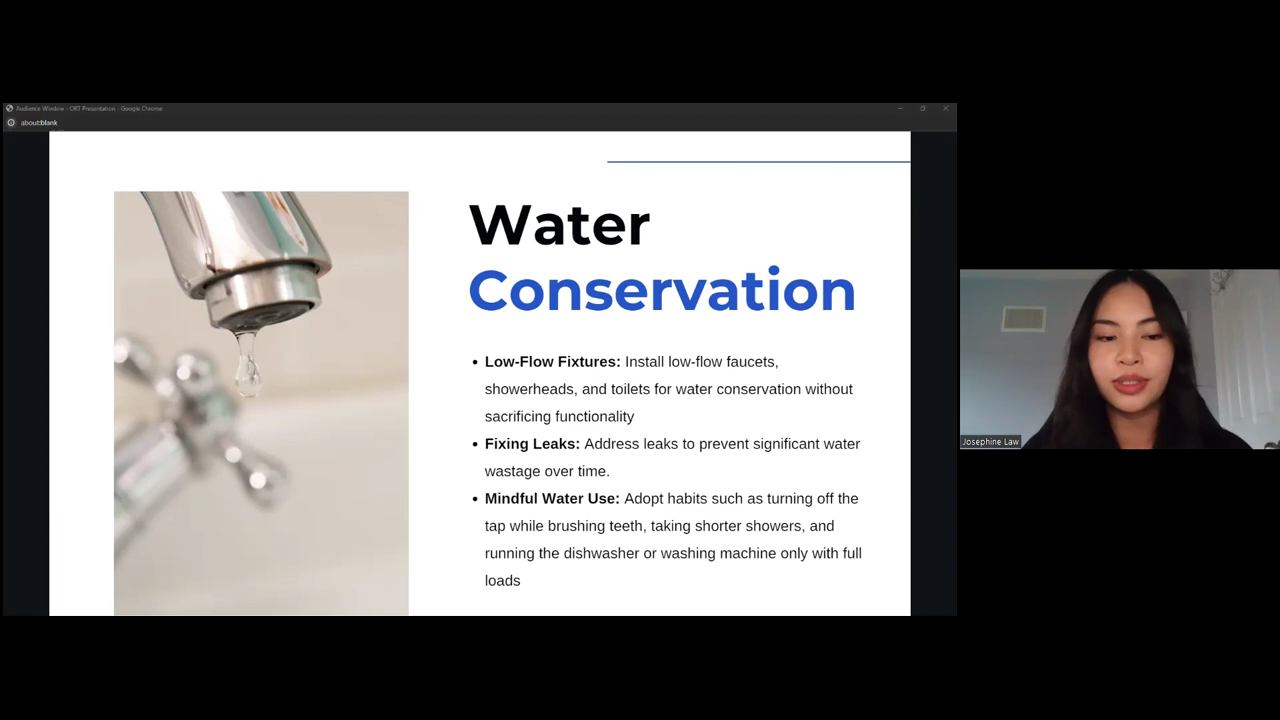 Audience Window - ORT Presentation - Google Chrome
about:blank
Water
Conservation
• Low-Flow Fixtures: Install low-flow faucets,
showerheads, and toilets for water conservation without
sacrificing functionality
• Fixing Leaks: Address leaks to prevent significant water
wastage over time.
• Mindful Water Use: Adopt habits such as turning off the
tap while brushing teeth, taking shorter showers, and
running the dishwasher or washing machine only with full
loads
Josephine Law